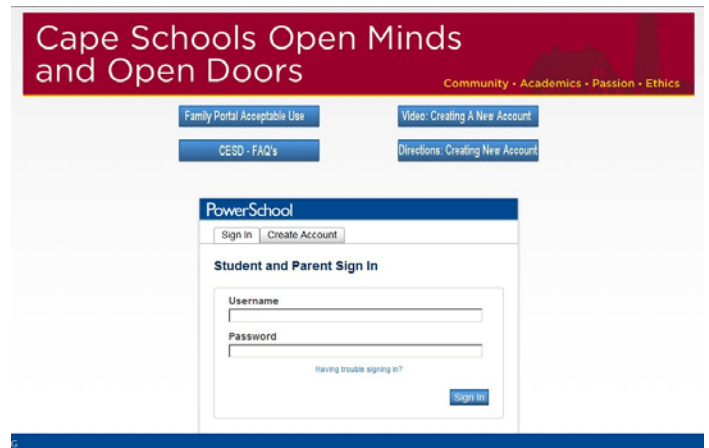 Cape Schools Open Minds
and Open Doors
Community • Academics • Passion • Ethics
Family Portal Acceptable Use
Video: Creating A New Account
CESD - FAQ's
Directions: Creating New Account
PowerSchool
Sign In
Create Account
Student and Parent Sign In
Username
Password
Having trouble signing in?
Sign In
G